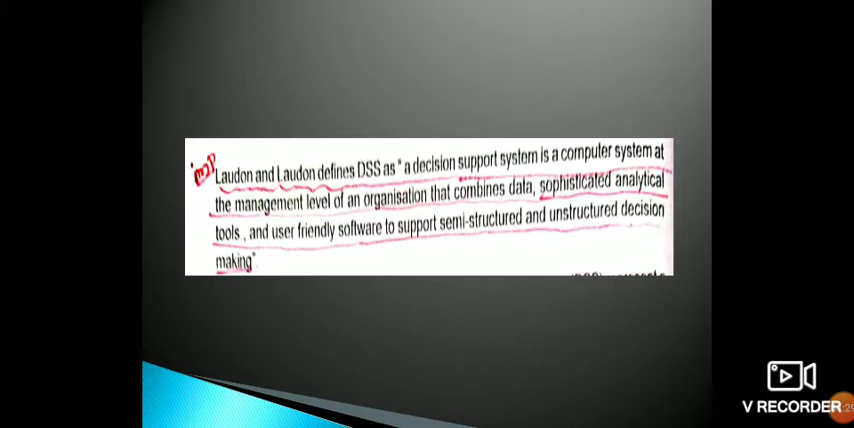 imp
Laudon and Laudon defines DSS as " a decision support system is a computer system at
the management level of an organisation that combines data, sophisticated analytical
tools , and user friendly software to support semi-structured and unstructured decision
making".
V RECORDER